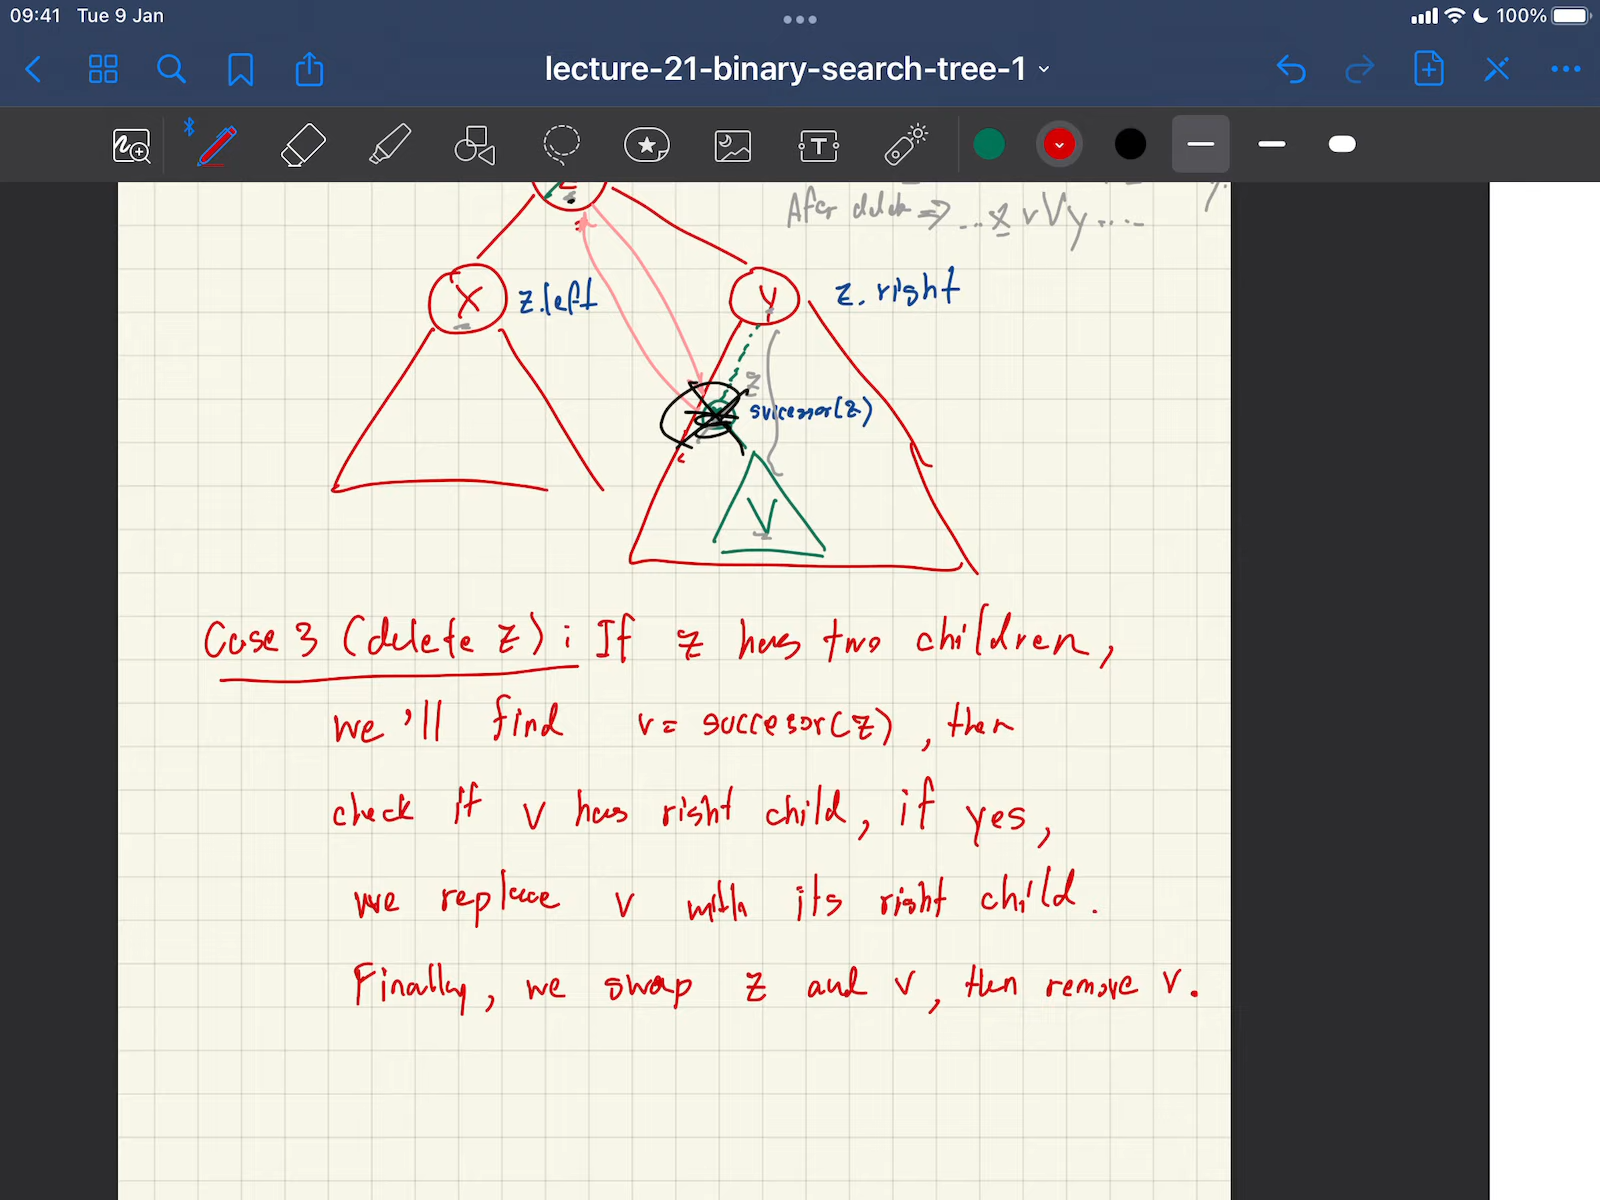 09:41 Tue 9 Jan
100%
lecture-21-binary-search-tree-1
T
z
After delete ⇒ ...x v V y ....
X
z.left
y
z.right
z
successor(z)
V
Case 3 (delete z) : If z has two children,
we'll find v = succesor(z), then
check if v has right child, if yes,
we replace v with its right child.
Finally, we swap z and v, then remove v.